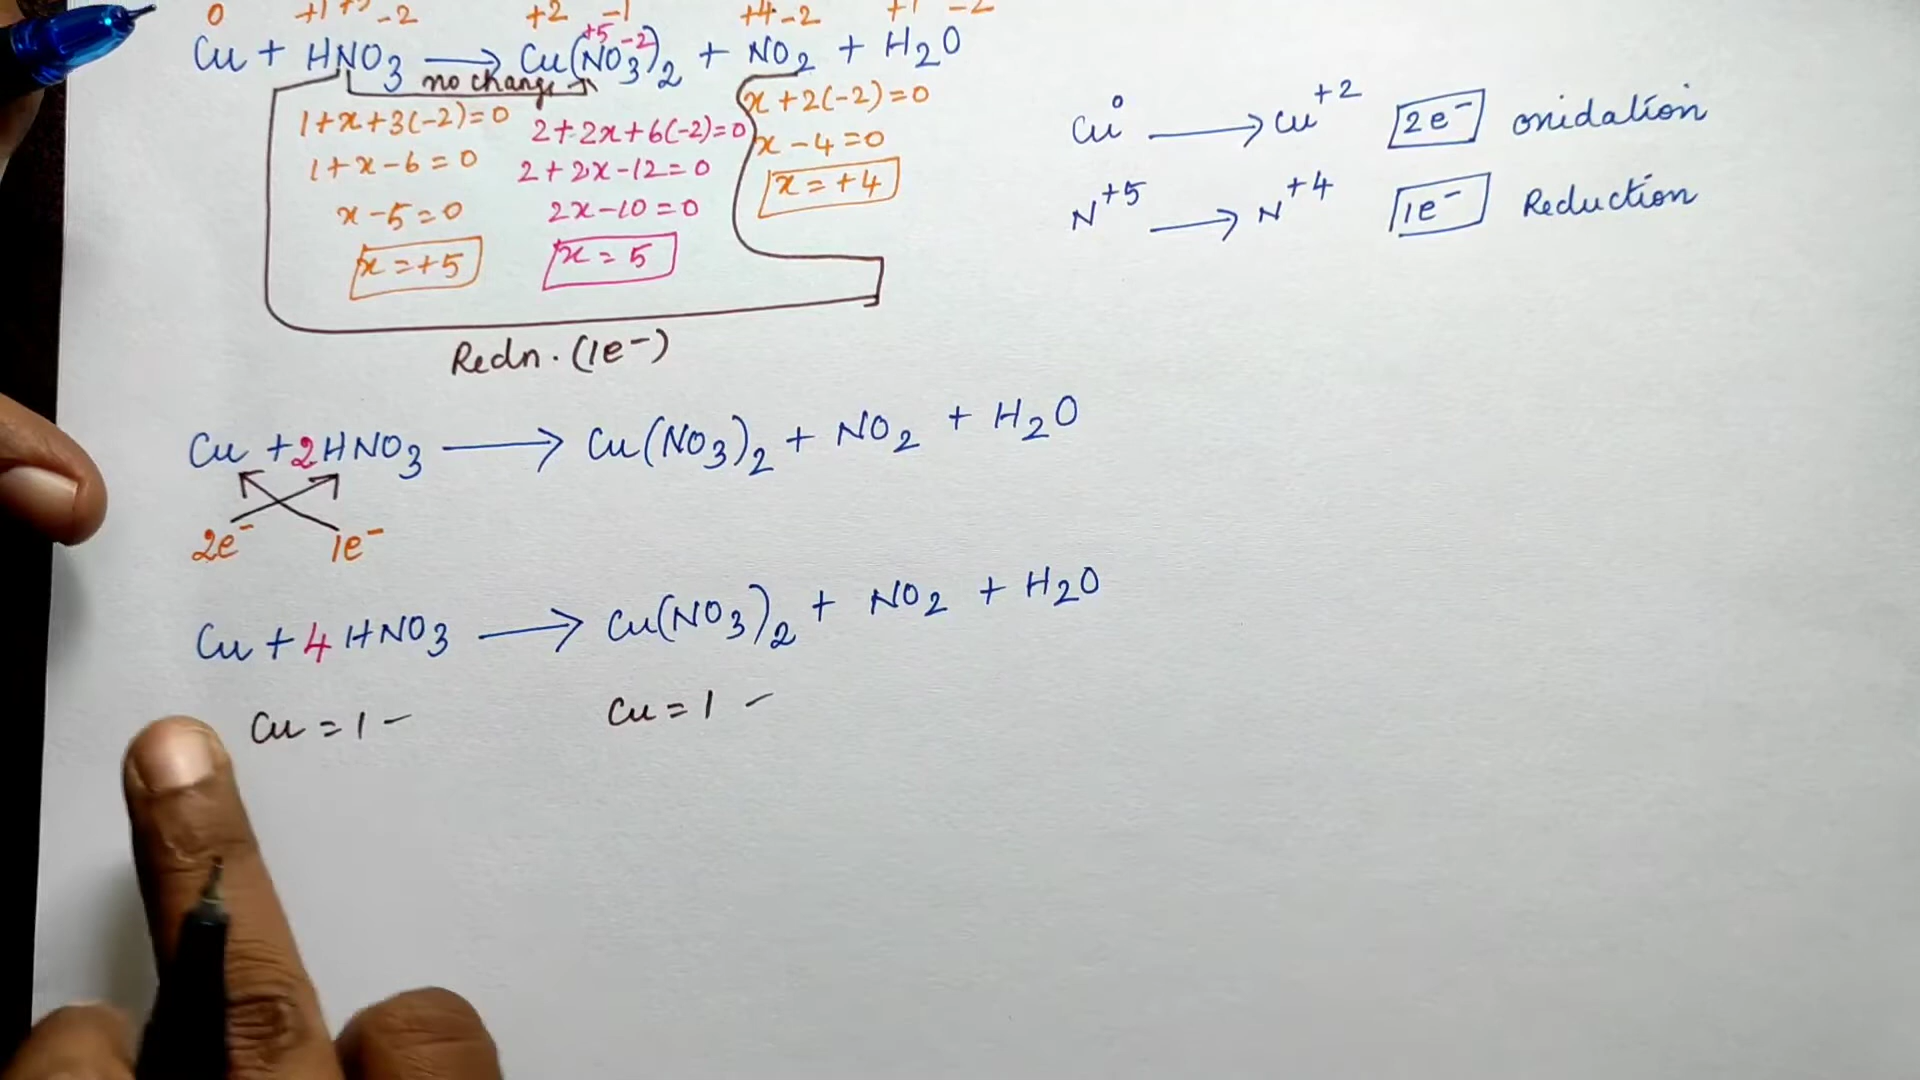 0 +1 +5 -2 +2 -1 +4 -2 +1 -2
+5 -2
Cu + HNO3 ⟶ Cu(NO3)2 + NO2 + H2O
no change
1+x+3(-2)=0
1+x-6=0
x-5=0
x=+5
2+2x+6(-2)=0
2+2x-12=0
2x-10=0
x=5
x+2(-2)=0
x-4=0
x=+4
Redn. (1e⁻)
Cu⁰ ⟶ Cu⁺² 2e⁻ oxidation
N⁺⁵ ⟶ N⁺⁴ 1e⁻ Reduction
Cu + 2HNO3 ⟶ Cu(NO3)2 + NO2 + H2O
2e⁻ 1e⁻
Cu + 4HNO3 ⟶ Cu(NO3)2 + NO2 + H2O
Cu = 1 – Cu = 1 –